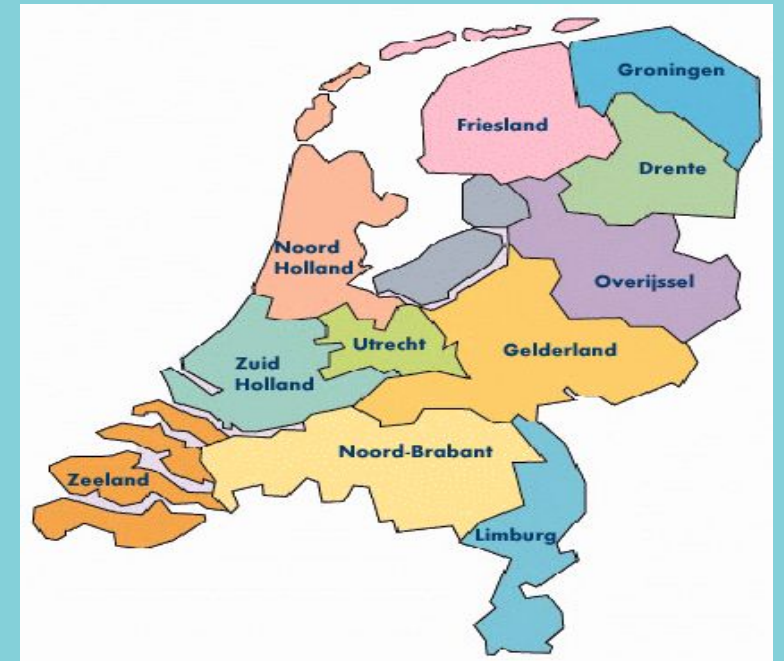 Groningen
Friesland
Drente
Noord
Holland
Overijssel
Utrecht
Gelderland
Zuid
Holland
Noord-Brabant
Zeeland
Limburg